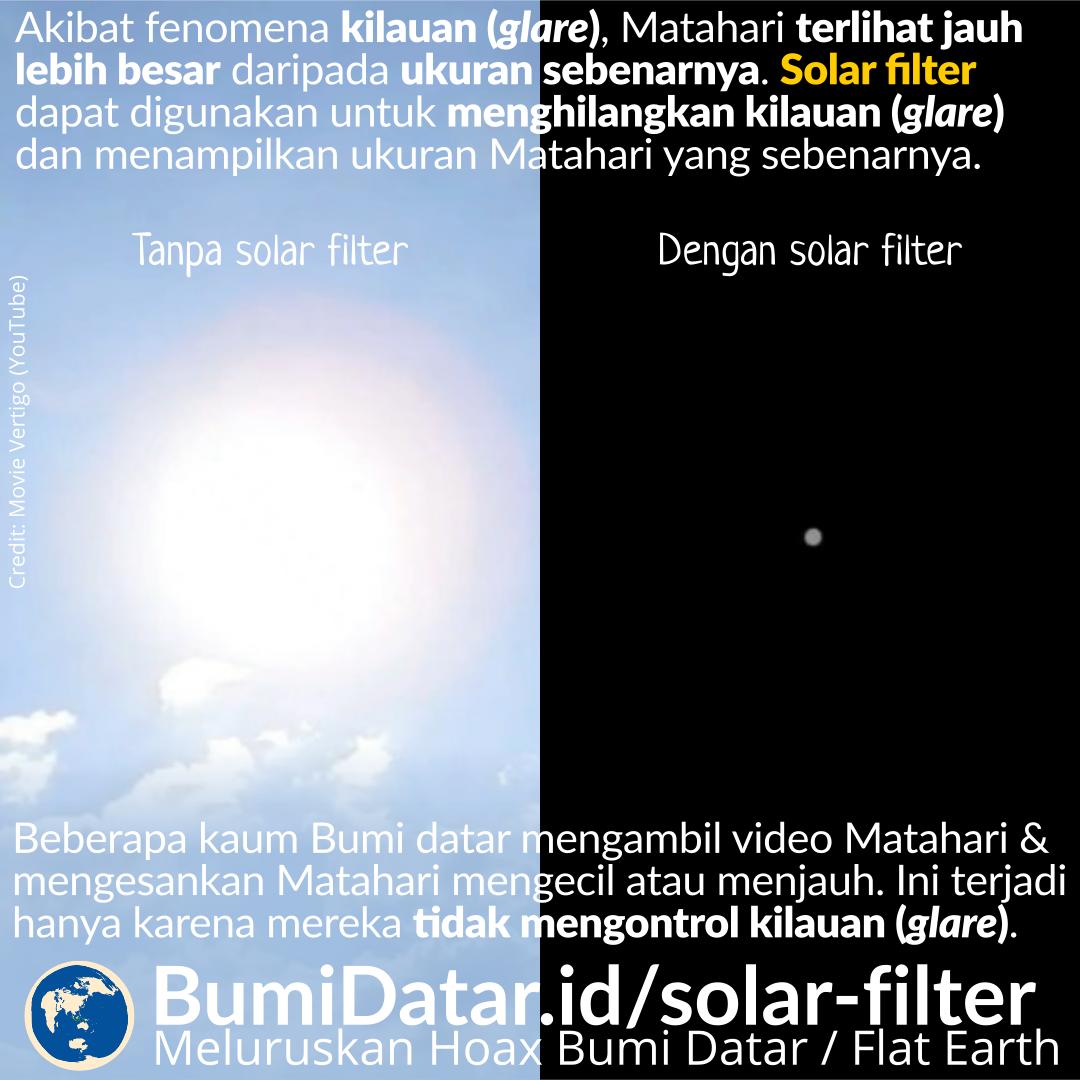 Akibat fenomena kilauan (glare), Matahari terlihat jauh
lebih besar daripada ukuran sebenarnya. Solar filter
dapat digunakan untuk menghilangkan kilauan (glare)
dan menampilkan ukuran Matahari yang sebenarnya.
Tanpa solar filter
Dengan solar filter
Credit: Movie Vertigo (YouTube)
Beberapa kaum Bumi datar mengambil video Matahari &
mengesankan Matahari mengecil atau menjauh. Ini terjadi
hanya karena mereka tidak mengontrol kilauan (glare).
BumiDatar.id/solar-filter
Meluruskan Hoax Bumi Datar / Flat Earth